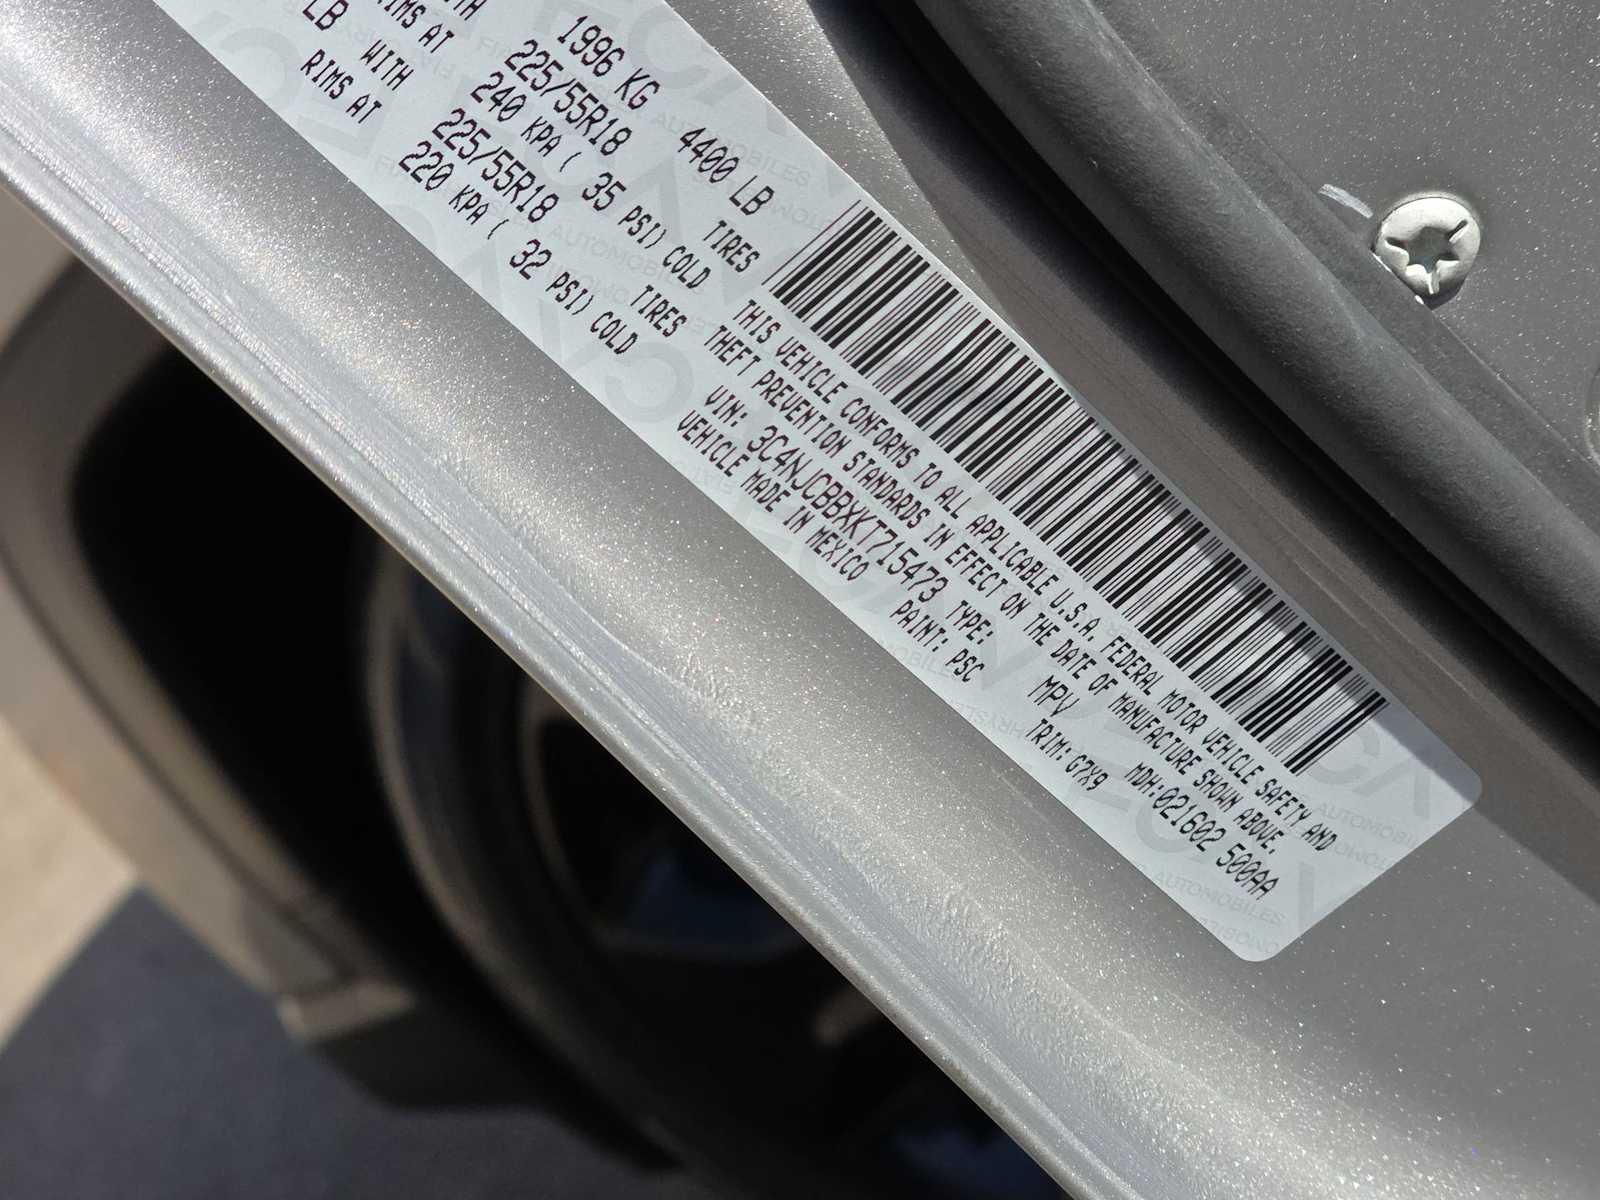 1996 KG 4400 LB
RIMS AT 225/55R18 TIRES
240 KPA ( 35 PSI) COLD
LB WITH
RIMS AT 225/55R18 TIRES
220 KPA ( 32 PSI) COLD
THIS VEHICLE CONFORMS TO ALL APPLICABLE U.S.A. FEDERAL MOTOR VEHICLE SAFETY AND
THEFT PREVENTION STANDARDS IN EFFECT ON THE DATE OF MANUFACTURE SHOWN ABOVE.
VIN: 3C4NJCBBXKT715473 TYPE: MPV MDH:021602 500AA
VEHICLE MADE IN MEXICO PAINT: PSC TRIM: G7X9